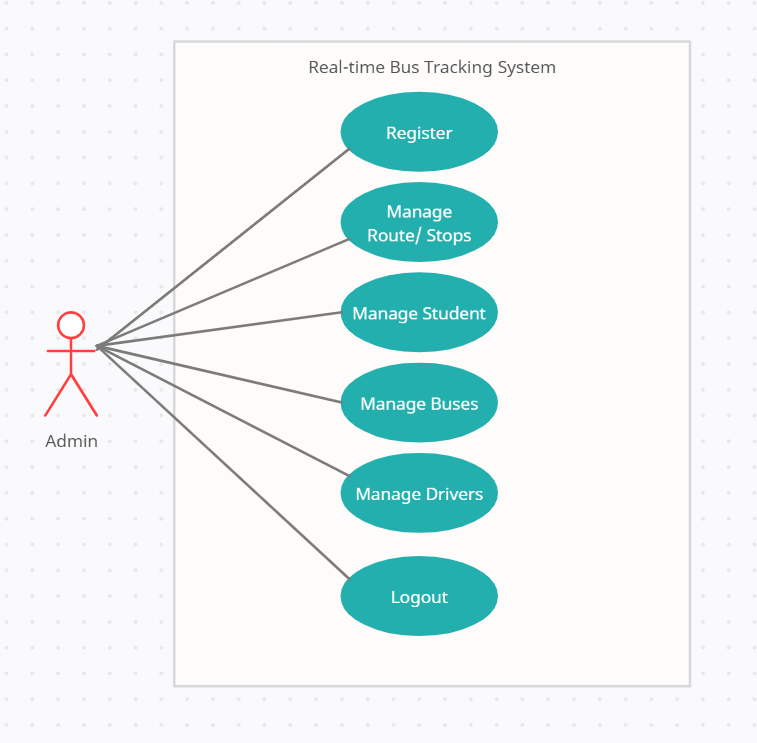 Real-time Bus Tracking System
Register
Manage
Route/ Stops
Manage Student
Manage Buses
Admin
Manage Drivers
Logout